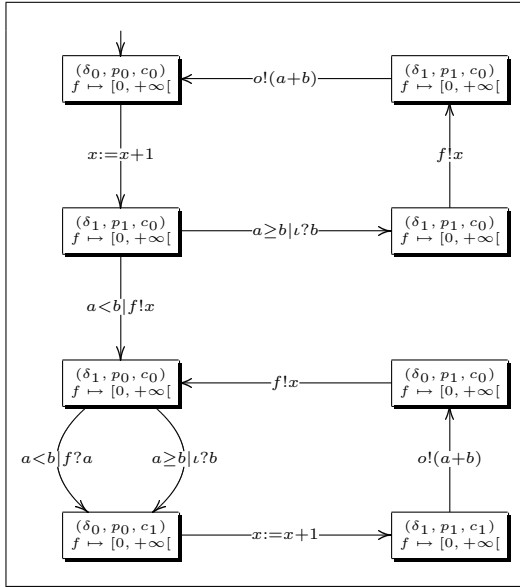 (δ₀, p₀, c₀)
f ↦ [0, +∞[
o!(a+b)
(δ₁, p₁, c₀)
f ↦ [0, +∞[
x:=x+1
f!x
(δ₁, p₁, c₀)
f ↦ [0, +∞[
a≥b|ι?b
(δ₁, p₁, c₀)
f ↦ [0, +∞[
a<b|f!x
(δ₁, p₀, c₀)
f ↦ [0, +∞[
f!x
(δ₀, p₁, c₀)
f ↦ [0, +∞[
a<b|f?a
a≥b|ι?b
o!(a+b)
(δ₀, p₀, c₁)
f ↦ [0, +∞[
x:=x+1
(δ₁, p₁, c₁)
f ↦ [0, +∞[